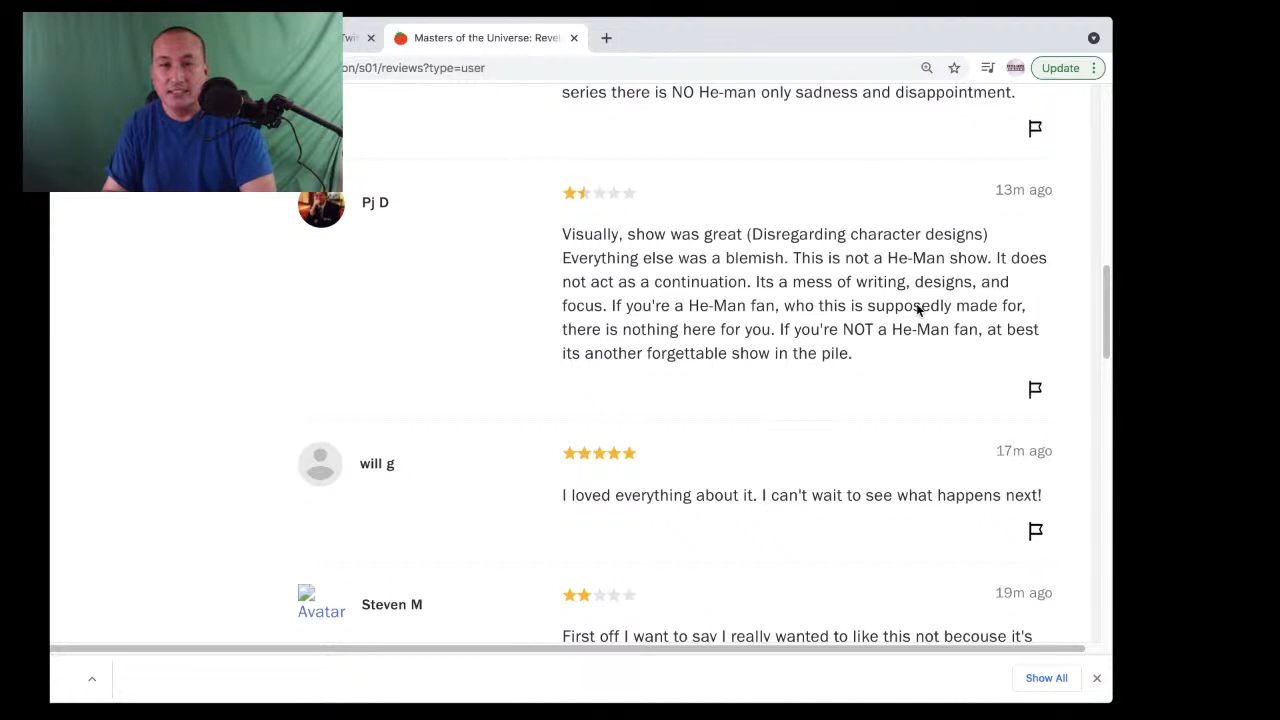 Twi
Masters of the Universe: Revel
on/s01/reviews?type=user
Update
series there is NO He-man only sadness and disappointment.
Pj D
13m ago
Visually, show was great (Disregarding character designs)
Everything else was a blemish. This is not a He-Man show. It does
not act as a continuation. Its a mess of writing, designs, and
focus. If you're a He-Man fan, who this is supposedly made for,
there is nothing here for you. If you're NOT a He-Man fan, at best
its another forgettable show in the pile.
will g
17m ago
I loved everything about it. I can't wait to see what happens next!
Avatar
Steven M
19m ago
First off I want to say I really wanted to like this not becouse it's
Show All